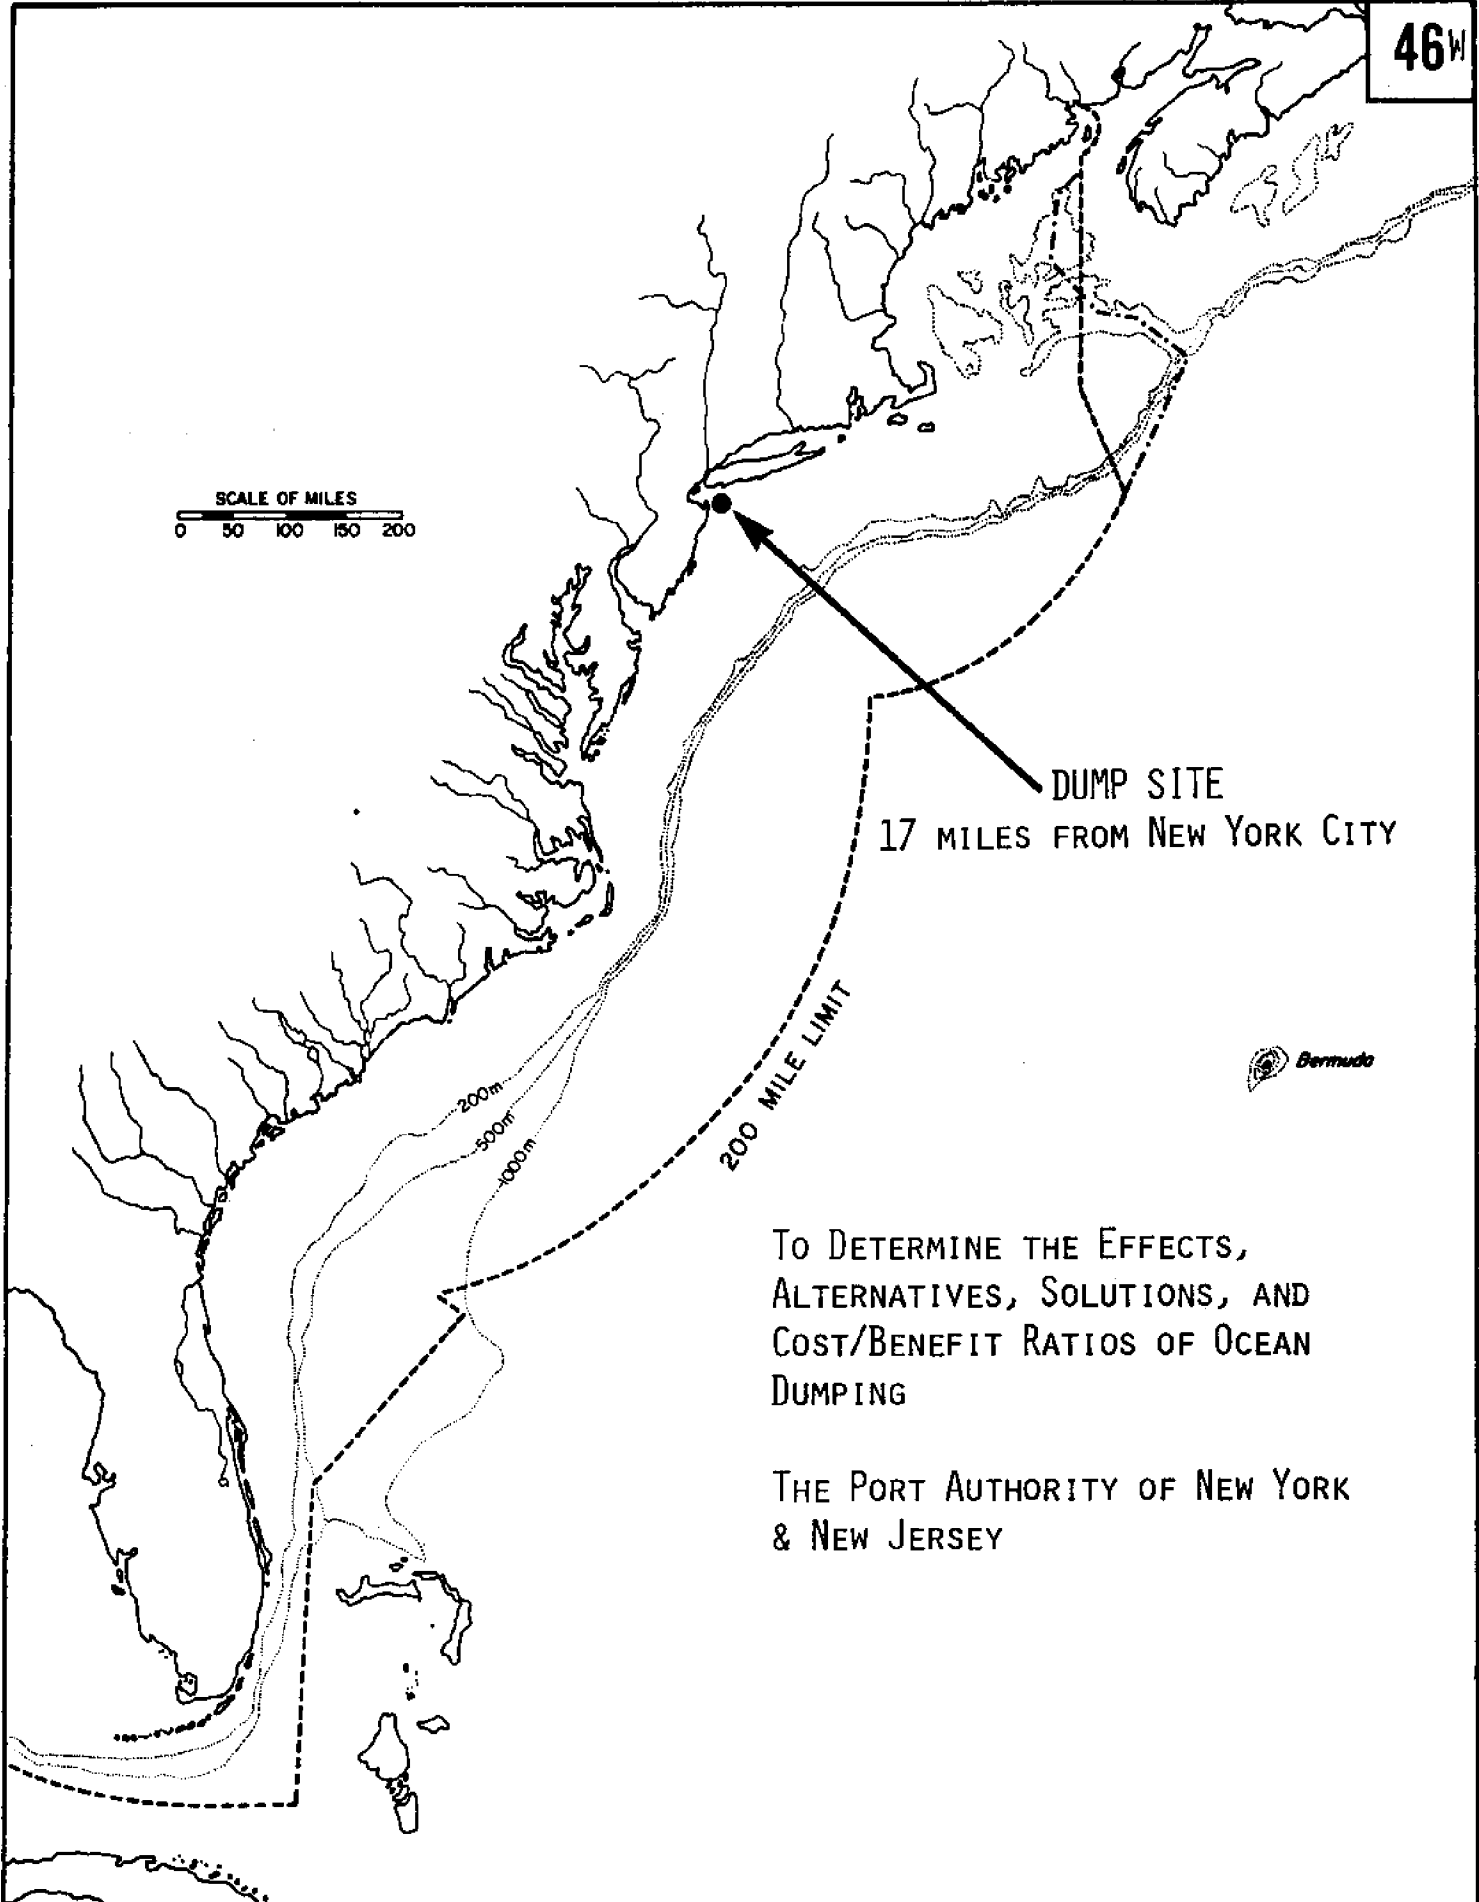 46W
SCALE OF MILES
0 50 100 150 200
DUMP SITE
17 MILES FROM NEW YORK CITY
200 MILE LIMIT
Bermuda
200m
500m
1000m
TO DETERMINE THE EFFECTS,
ALTERNATIVES, SOLUTIONS, AND
COST/BENEFIT RATIOS OF OCEAN
DUMPING
THE PORT AUTHORITY OF NEW YORK
& NEW JERSEY